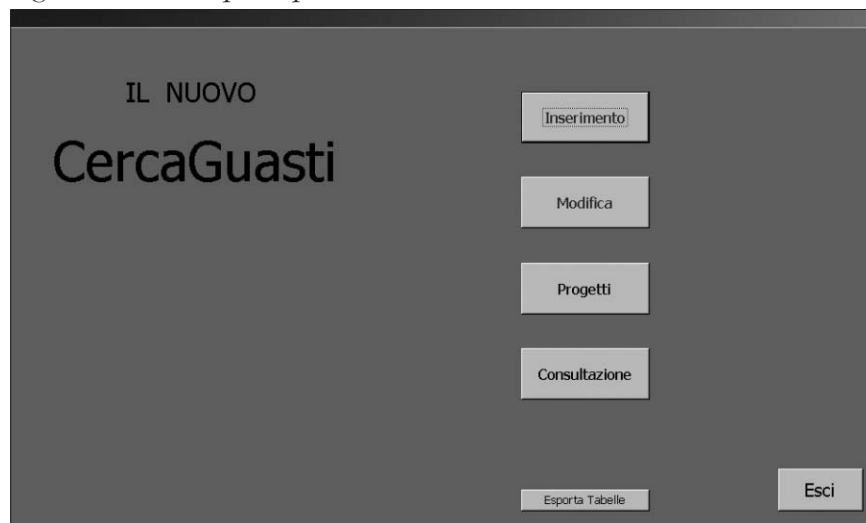 IL NUOVO
CercaGuasti
Inserimento
Modifica
Progetti
Consultazione
Esporta Tabelle
Esci